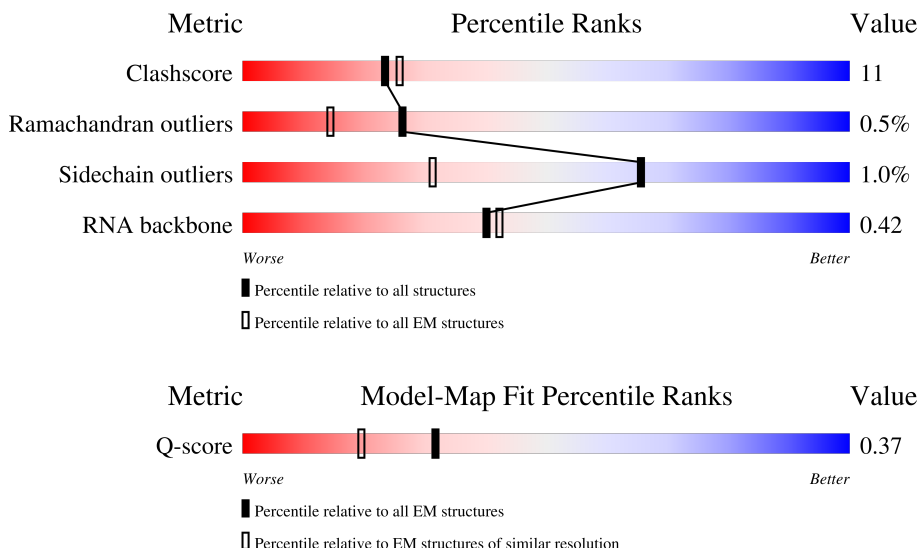 Metric Percentile Ranks Value
Clashscore 11
Ramachandran outliers 0.5%
Sidechain outliers 1.0%
RNA backbone 0.42
Worse Better
Percentile relative to all structures
Percentile relative to all EM structures
Metric Model-Map Fit Percentile Ranks Value
Q-score 0.37
Worse Better
Percentile relative to all EM structures
Percentile relative to EM structures of similar resolution